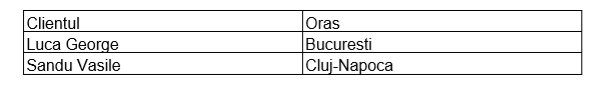 Clientul Oras
Luca George Bucuresti
Sandu Vasile Cluj-Napoca